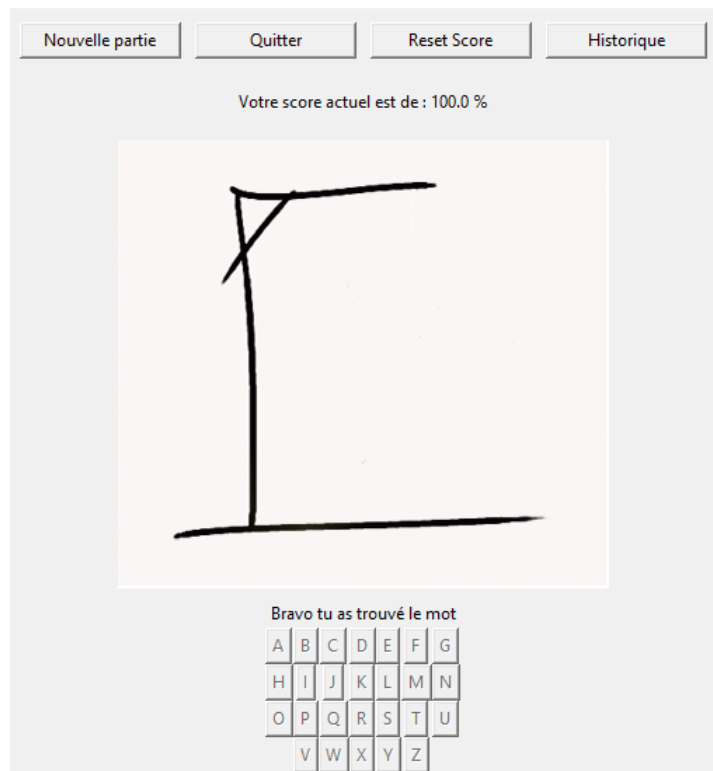 Nouvelle partie Quitter Reset Score Historique
Votre score actuel est de : 100.0 %
Bravo tu as trouvé le mot
A B C D E F G
H I J K L M N
O P Q R S T U
V W X Y Z